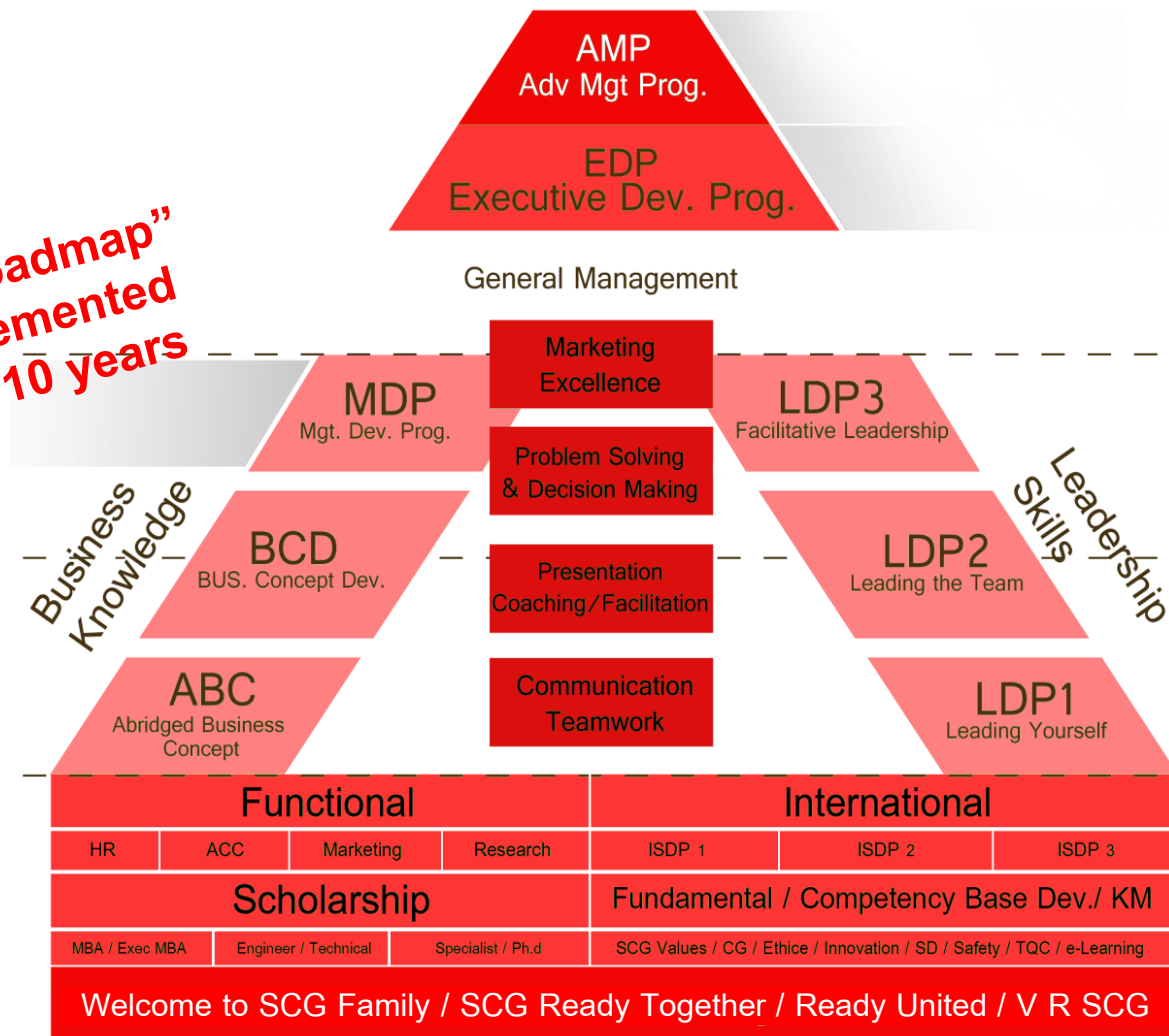 AMP
Adv Mgt Prog.
EDP
Executive Dev. Prog.
admap”
emented
10 years
General Management
Marketing
Excellence
MDP
Mgt. Dev. Prog.
LDP3
Facilitative Leadership
Problem Solving
& Decision Making
Business
Knowledge
Leadership
Skills
BCD
BUS. Concept Dev.
Presentation
Coaching/Facilitation
LDP2
Leading the Team
ABC
Abridged Business
Concept
Communication
Teamwork
LDP1
Leading Yourself
Functional
International
HR ACC Marketing Research ISDP 1 ISDP 2 ISDP 3
Scholarship
Fundamental / Competency Base Dev./ KM
MBA / Exec MBA Engineer / Technical Specialist / Ph.d SCG Values / CG / Ethice / Innovation / SD / Safety / TQC / e-Learning
Welcome to SCG Family / SCG Ready Together / Ready United / V R SCG